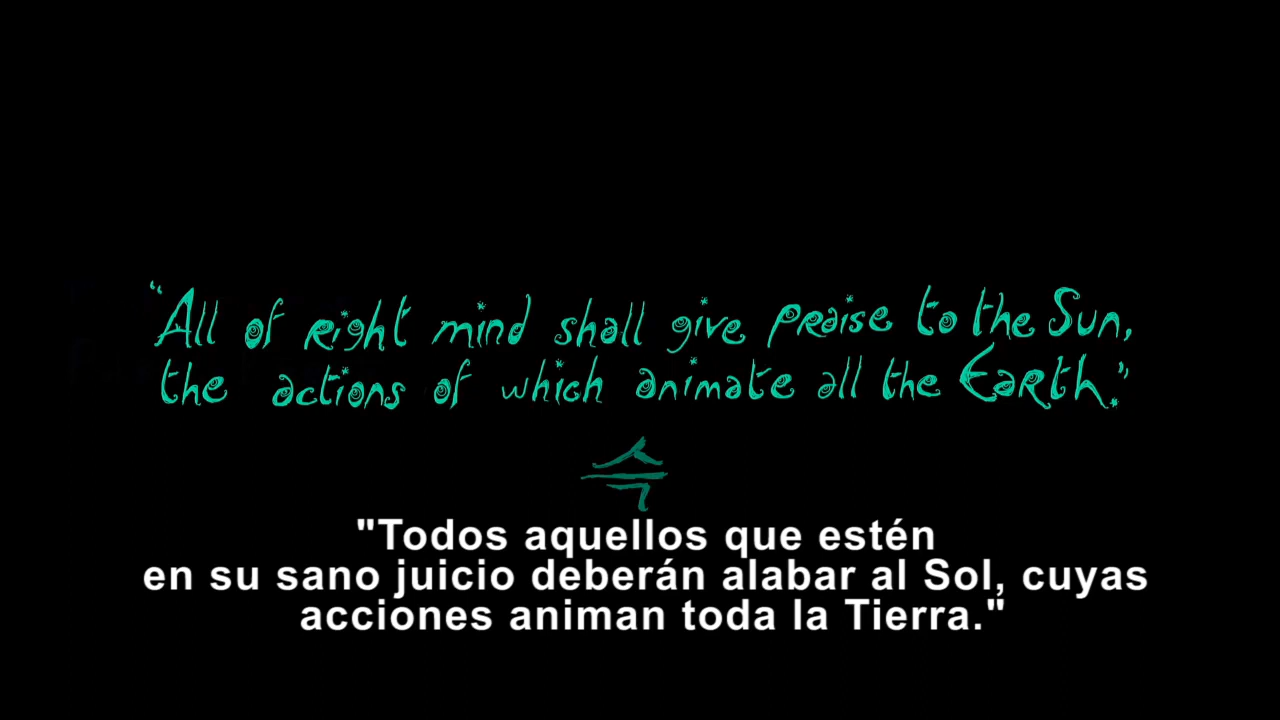 “All of right mind shall give praise to the Sun,
the actions of which animate all the Earth.”
"Todos aquellos que estén
en su sano juicio deberán alabar al Sol, cuyas
acciones animan toda la Tierra."